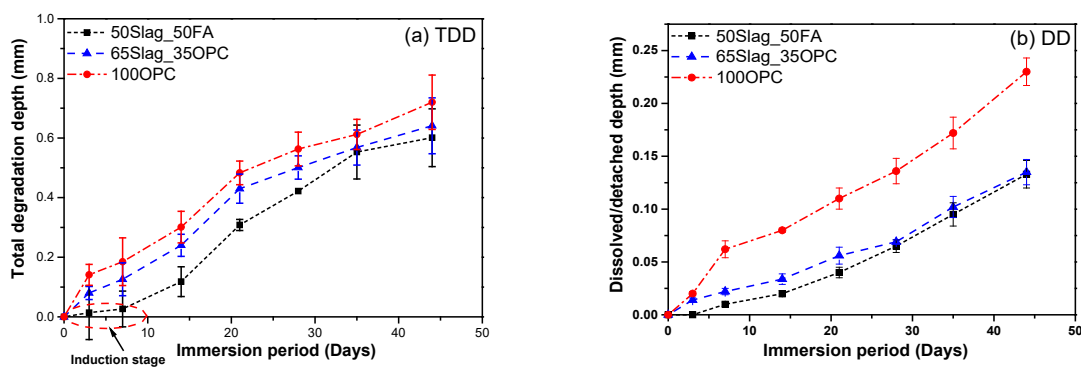 (a) TDD
50Slag_50FA
65Slag_35OPC
100OPC
Total degradation depth (mm)
1.0
0.8
0.6
0.4
0.2
0.0
0
10
20
30
40
50
Induction stage
Immersion period (Days)
(b) DD
50Slag_50FA
65Slag_35OPC
100OPC
Dissolved/detached depth (mm)
0.25
0.20
0.15
0.10
0.05
0.00
0
10
20
30
40
50
Immersion period (Days)